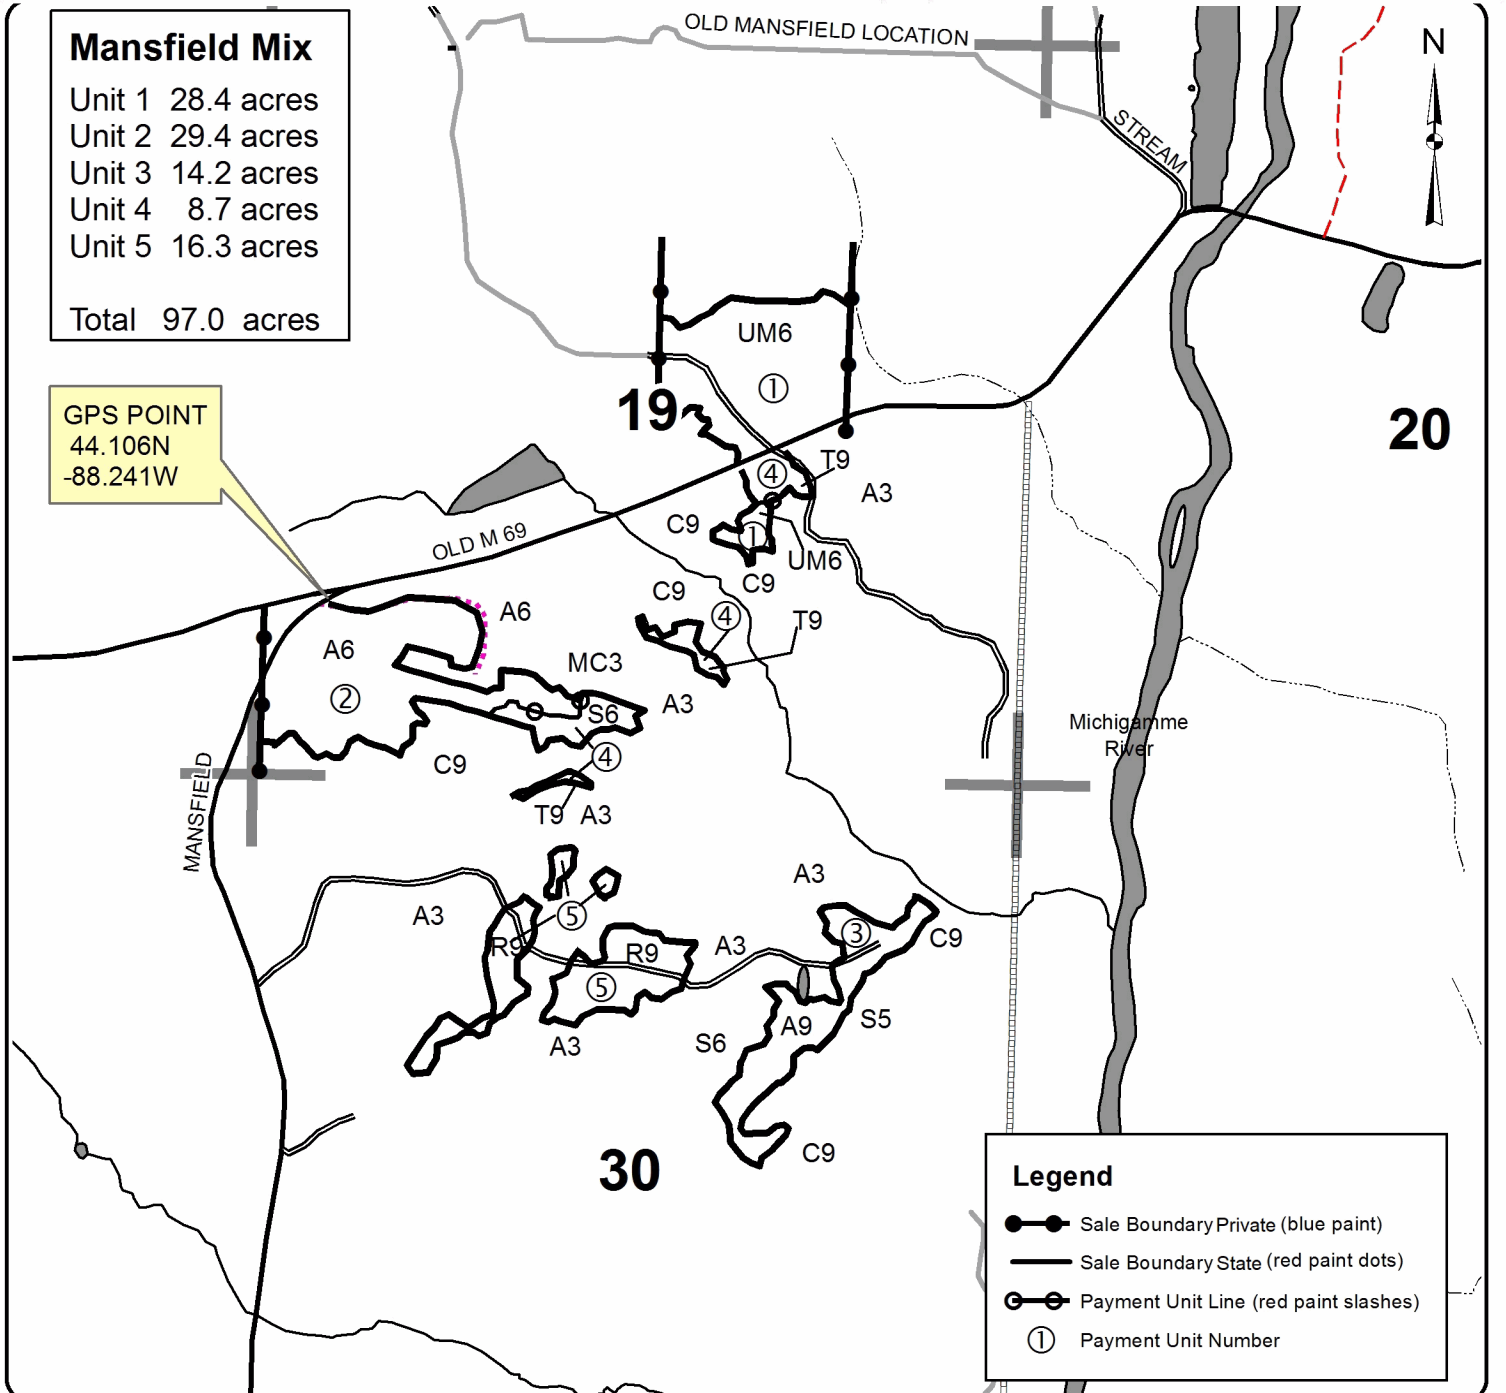 Mansfield Mix
Unit 1 28.4 acres
Unit 2 29.4 acres
Unit 3 14.2 acres
Unit 4 8.7 acres
Unit 5 16.3 acres
Total 97.0 acres
OLD MANSFIELD LOCATION
N
STREAM
UM6
1
19
20
GPS POINT
44.106N
-88.241W
4
T9
A3
C9
1
UM6
C9
OLD M 69
C9
4
T9
A6
A6
MC3
2
S6
A3
Michigamme
River
C9
4
MANSFIELD
T9 A3
A3
A3
5
R9
R9
A3
3
C9
5
A9
S5
A3
S6
C9
30
Legend
Sale Boundary Private (blue paint)
Sale Boundary State (red paint dots)
Payment Unit Line (red paint slashes)
1 Payment Unit Number